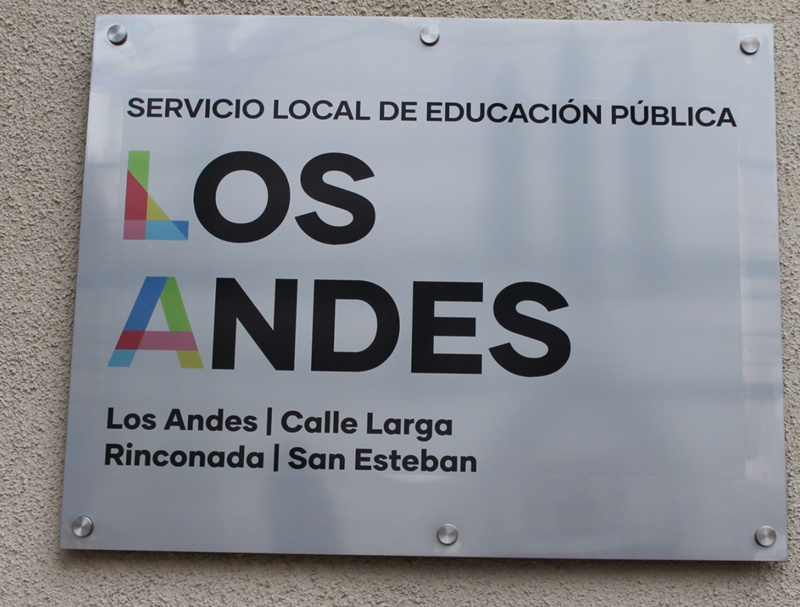 SERVICIO LOCAL DE EDUCACIÓN PÚBLICA
LOS
ANDES
Los Andes | Calle Larga
Rinconada | San Esteban